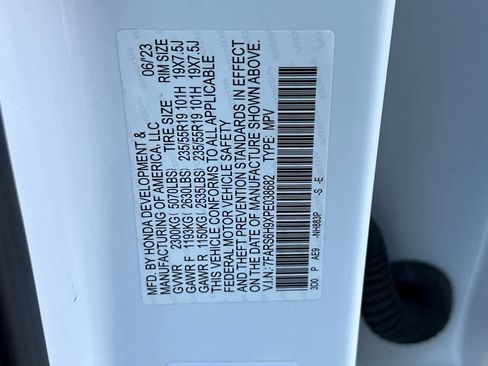 MFD. BY HONDA DEVELOPMENT & 06/23
MANUFACTURING OF AMERICA, LLC
TIRE SIZE RIM SIZE
GVWR 2300KG( 5070LBS) 235/55R19 101H 19X7.5J
GAWR F 1193KG( 2630LBS) 235/55R19 101H 19X7.5J
GAWR R 1150KG( 2535LBS)
THIS VEHICLE CONFORMS TO ALL APPLICABLE
FEDERAL MOTOR VEHICLE SAFETY
AND THEFT PREVENTION STANDARDS IN EFFECT
ON THE DATE OF MANUFACTURE SHOWN ABOVE.
V.I.N.: 7FARS6H9XPE039682 TYPE: MPV
3D0 P AE9 -NH883P -S -E